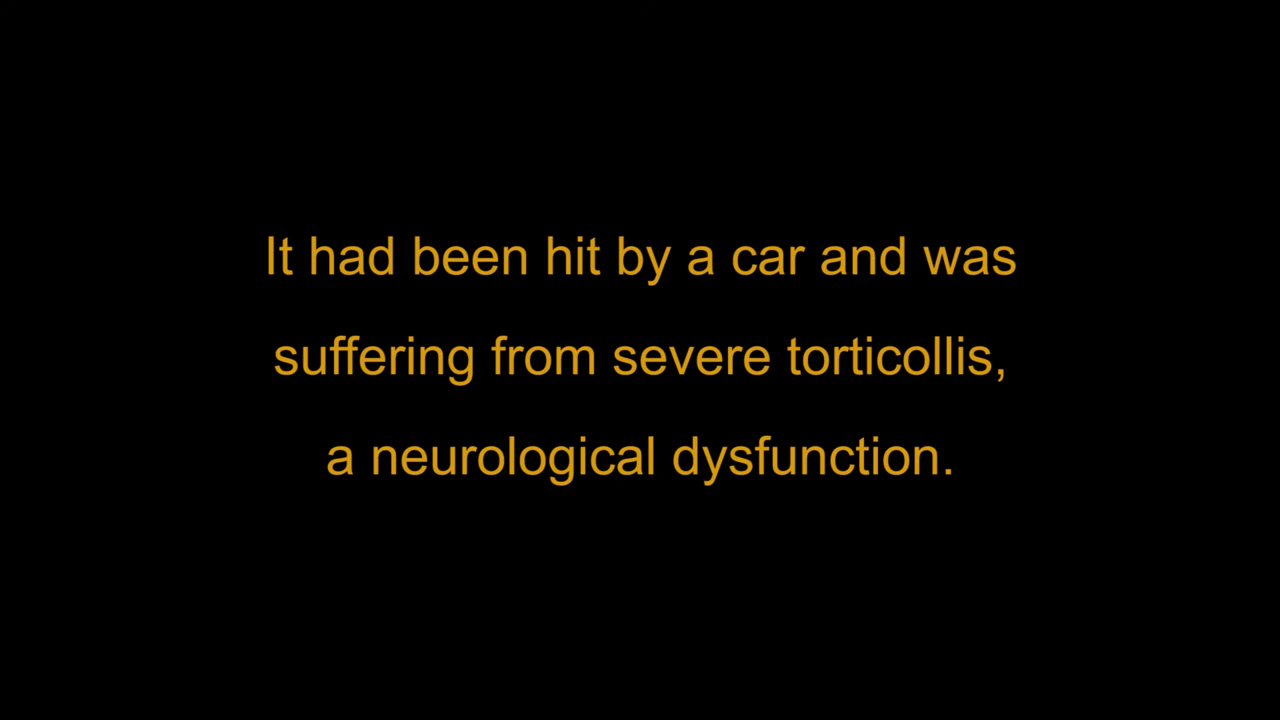 It had been hit by a car and was
suffering from severe torticollis,
a neurological dysfunction.